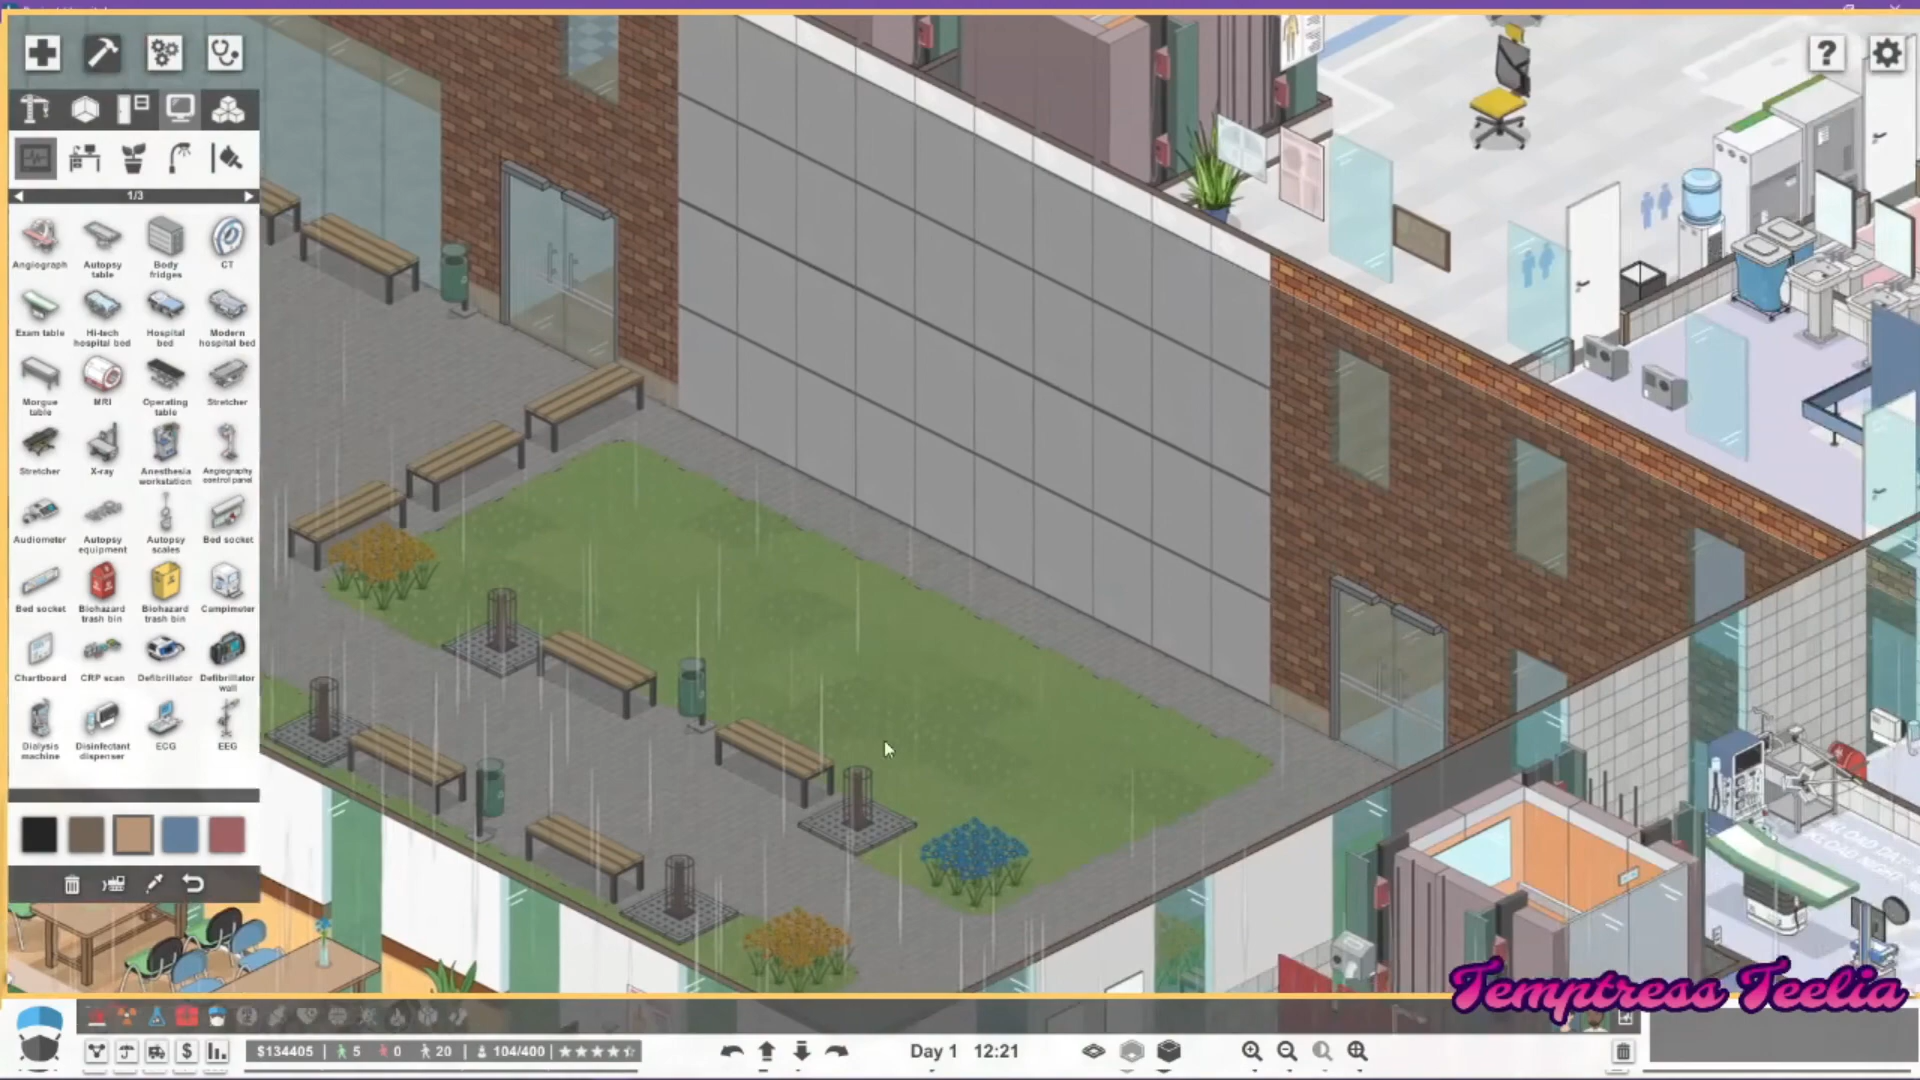 1/3
Angiograph
Autopsy table
Body fridges
CT
Exam table
Hi-tech hospital bed
Hospital bed
Modern hospital bed
Morgue table
MRI
Operating table
Stretcher
Stretcher
X-ray
Anesthesia workstation
Angiography control panel
Audiometer
Autopsy equipment
Autopsy scales
Bed socket
Bed socket
Biohazard trash bin
Biohazard trash bin
Campimeter
Chartboard
CRP scan
Defibrillator
Defibrillator wall
Dialysis machine
Disinfectant dispenser
ECG
EEG
Temptress Teelia
$134405 | 5 0 20 | 104/400
Day 1 12:21